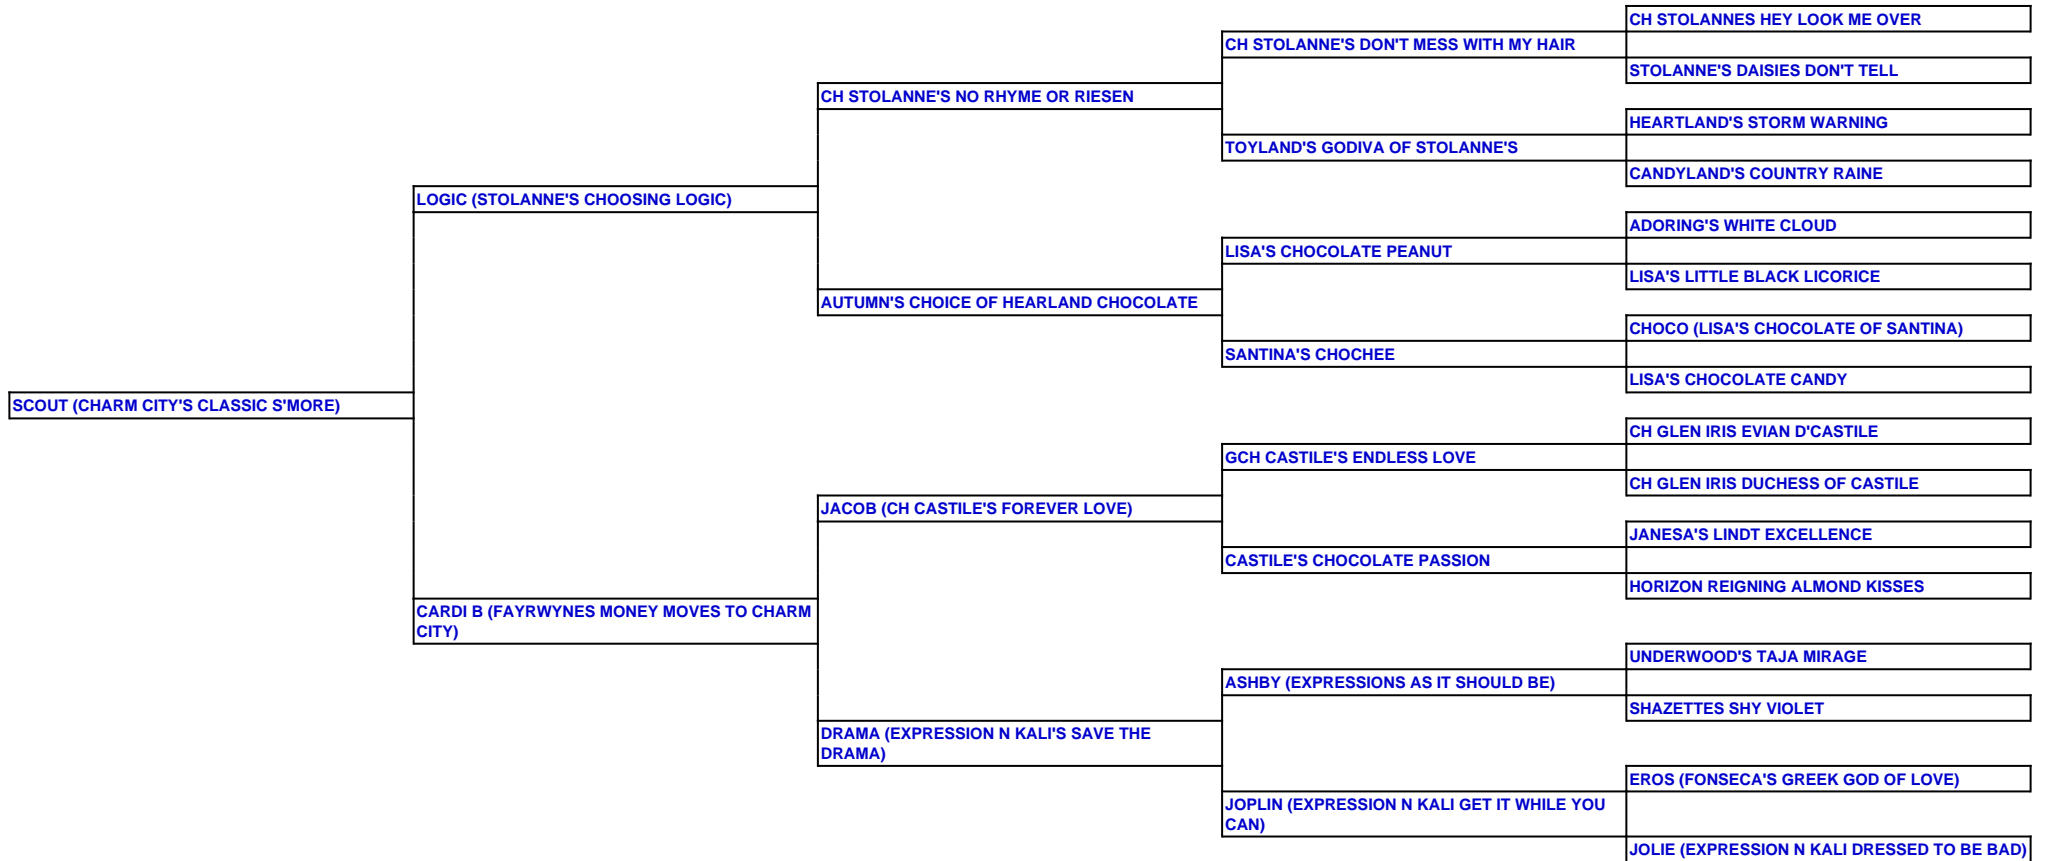 CH STOLANNES HEY LOOK ME OVER
CH STOLANNE'S DON'T MESS WITH MY HAIR
STOLANNE'S DAISIES DON'T TELL
CH STOLANNE'S NO RHYME OR RIESEN
HEARTLAND'S STORM WARNING
TOYLAND'S GODIVA OF STOLANNE'S
CANDYLAND'S COUNTRY RAINE
LOGIC (STOLANNE'S CHOOSING LOGIC)
ADORING'S WHITE CLOUD
LISA'S CHOCOLATE PEANUT
LISA'S LITTLE BLACK LICORICE
AUTUMN'S CHOICE OF HEARLAND CHOCOLATE
CHOCO (LISA'S CHOCOLATE OF SANTINA)
SANTINA'S CHOCHEE
LISA'S CHOCOLATE CANDY
SCOUT (CHARM CITY'S CLASSIC S'MORE)
CH GLEN IRIS EVIAN D'CASTILE
GCH CASTILE'S ENDLESS LOVE
CH GLEN IRIS DUCHESS OF CASTILE
JACOB (CH CASTILE'S FOREVER LOVE)
JANESA'S LINDT EXCELLENCE
CASTILE'S CHOCOLATE PASSION
HORIZON REIGNING ALMOND KISSES
CARDI B (FAYRWYNES MONEY MOVES TO CHARM
CITY)
UNDERWOOD'S TAJA MIRAGE
ASHBY (EXPRESSIONS AS IT SHOULD BE)
SHAZETTES SHY VIOLET
DRAMA (EXPRESSION N KALI'S SAVE THE
DRAMA)
EROS (FONSECA'S GREEK GOD OF LOVE)
JOPLIN (EXPRESSION N KALI GET IT WHILE YOU
CAN)
JOLIE (EXPRESSION N KALI DRESSED TO BE BAD)